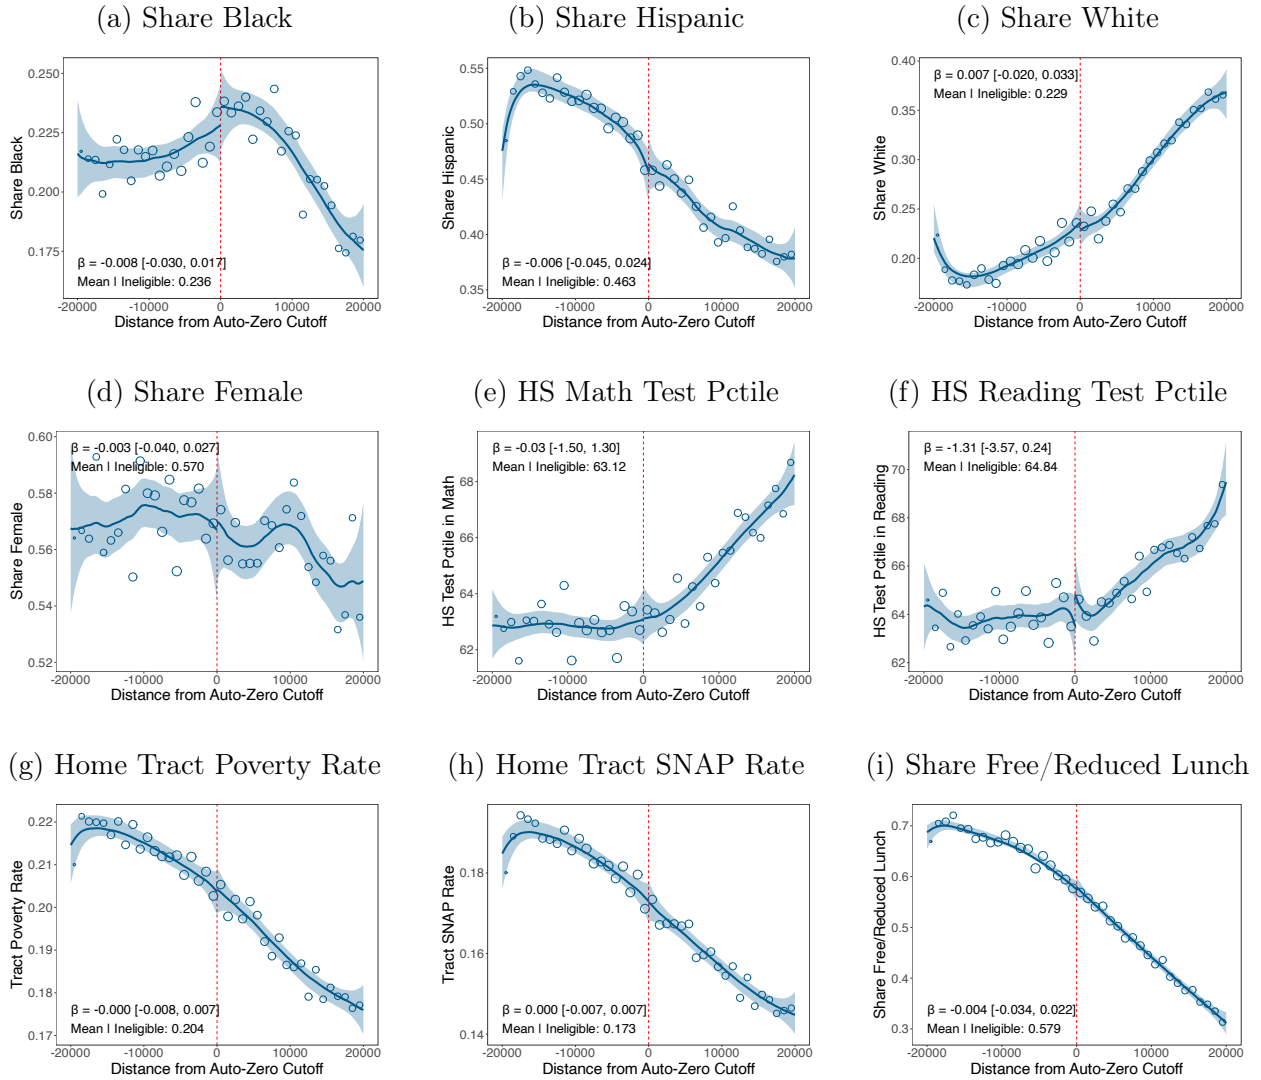 (a) Share Black
(b) Share Hispanic
(c) Share White
0.250
0.225
0.200
0.175
Share Black
β = -0.008 [-0.030, 0.017]
Mean | Ineligible: 0.236
-20000 -10000 0 10000 20000
Distance from Auto-Zero Cutoff
0.55
0.50
0.45
0.40
0.35
Share Hispanic
β = -0.006 [-0.045, 0.024]
Mean | Ineligible: 0.463
-20000 -10000 0 10000 20000
Distance from Auto-Zero Cutoff
0.40
0.35
0.30
0.25
0.20
Share White
β = 0.007 [-0.020, 0.033]
Mean | Ineligible: 0.229
-20000 -10000 0 10000 20000
Distance from Auto-Zero Cutoff
(d) Share Female
(e) HS Math Test Pctile
(f) HS Reading Test Pctile
0.60
0.58
0.56
0.54
0.52
Share Female
β = -0.003 [-0.040, 0.027]
Mean | Ineligible: 0.570
-20000 -10000 0 10000 20000
Distance from Auto-Zero Cutoff
68
66
64
62
HS Test Pctile in Math
β = -0.03 [-1.50, 1.30]
Mean | Ineligible: 63.12
-20000 -10000 0 10000 20000
Distance from Auto-Zero Cutoff
70
68
66
64
62
HS Test Pctile in Reading
β = -1.31 [-3.57, 0.24]
Mean | Ineligible: 64.84
-20000 -10000 0 10000 20000
Distance from Auto-Zero Cutoff
(g) Home Tract Poverty Rate
(h) Home Tract SNAP Rate
(i) Share Free/Reduced Lunch
0.22
0.21
0.20
0.19
0.18
0.17
Tract Poverty Rate
β = -0.000 [-0.008, 0.007]
Mean | Ineligible: 0.204
-20000 -10000 0 10000 20000
Distance from Auto-Zero Cutoff
0.18
0.16
0.14
Tract SNAP Rate
β = 0.000 [-0.007, 0.007]
Mean | Ineligible: 0.173
-20000 -10000 0 10000 20000
Distance from Auto-Zero Cutoff
0.7
0.6
0.5
0.4
0.3
Share Free/Reduced Lunch
β = -0.004 [-0.034, 0.022]
Mean | Ineligible: 0.579
-20000 -10000 0 10000 20000
Distance from Auto-Zero Cutoff